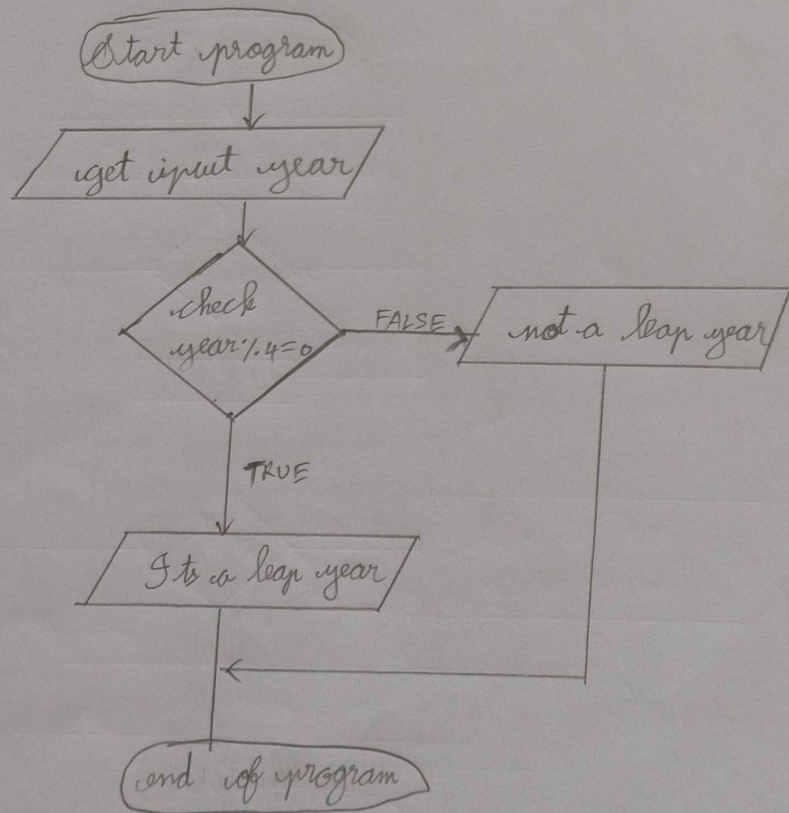 Start program
get input year
check
year%4=0
FALSE
not a leap year
TRUE
Its a leap year
end of program